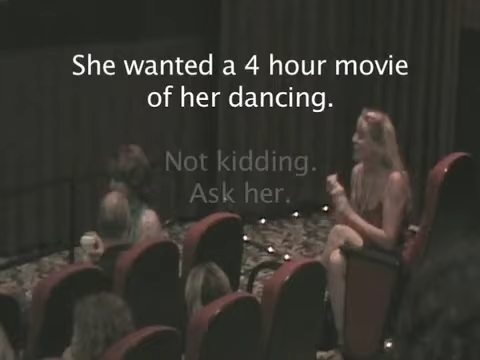 She wanted a 4 hour movie
of her dancing.
Not kidding.
Ask her.